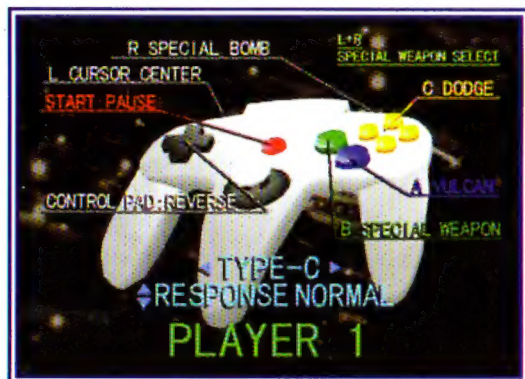 R SPECIAL BOMB
L+R
SPECIAL WEAPON SELECT
L CURSOR CENTER
C DODGE
START PAUSE
CONTROL PAD:REVERSE
A VULCAN
B SPECIAL WEAPON
TYPE-C
RESPONSE NORMAL
PLAYER 1